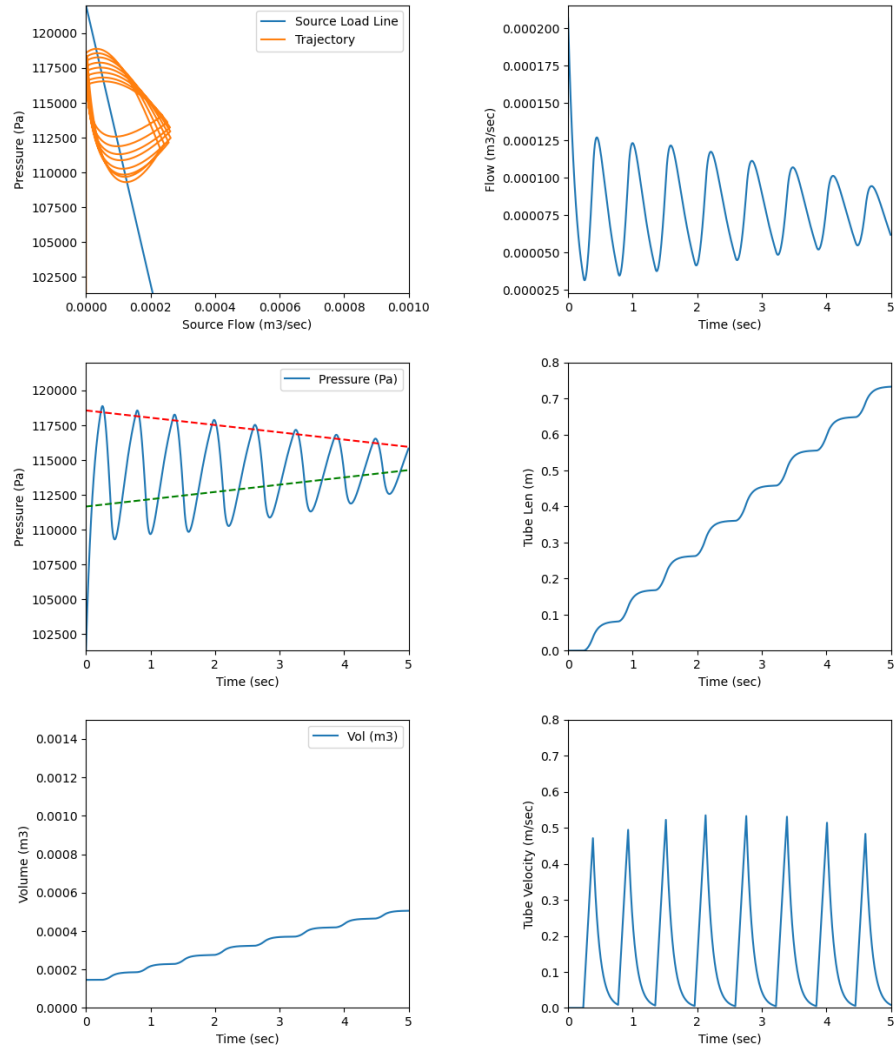 Source Load Line
Trajectory
120000
117500
115000
112500
110000
107500
105000
102500
Pressure (Pa)
0.0000 0.0002 0.0004 0.0006 0.0008 0.0010
Source Flow (m3/sec)
0.000200
0.000175
0.000150
0.000125
0.000100
0.000075
0.000050
0.000025
Flow (m3/sec)
0 1 2 3 4 5
Time (sec)
Pressure (Pa)
120000
117500
115000
112500
110000
107500
105000
102500
Pressure (Pa)
0 1 2 3 4 5
Time (sec)
0.8
0.7
0.6
0.5
0.4
0.3
0.2
0.1
0.0
Tube Len (m)
0 1 2 3 4 5
Time (sec)
Vol (m3)
0.0014
0.0012
0.0010
0.0008
0.0006
0.0004
0.0002
0.0000
Volume (m3)
0 1 2 3 4 5
Time (sec)
0.8
0.7
0.6
0.5
0.4
0.3
0.2
0.1
0.0
Tube Velocity (m/sec)
0 1 2 3 4 5
Time (sec)